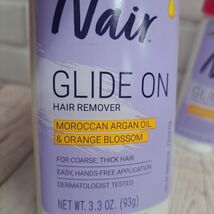 Nair
GLIDE ON
HAIR REMOVER
MOROCCAN ARGAN OIL
& ORANGE BLOSSOM
FOR COARSE, THICK HAIR
EASY, HANDS-FREE APPLICATION
DERMATOLOGIST TESTED
NET WT. 3.3 OZ. (93g)